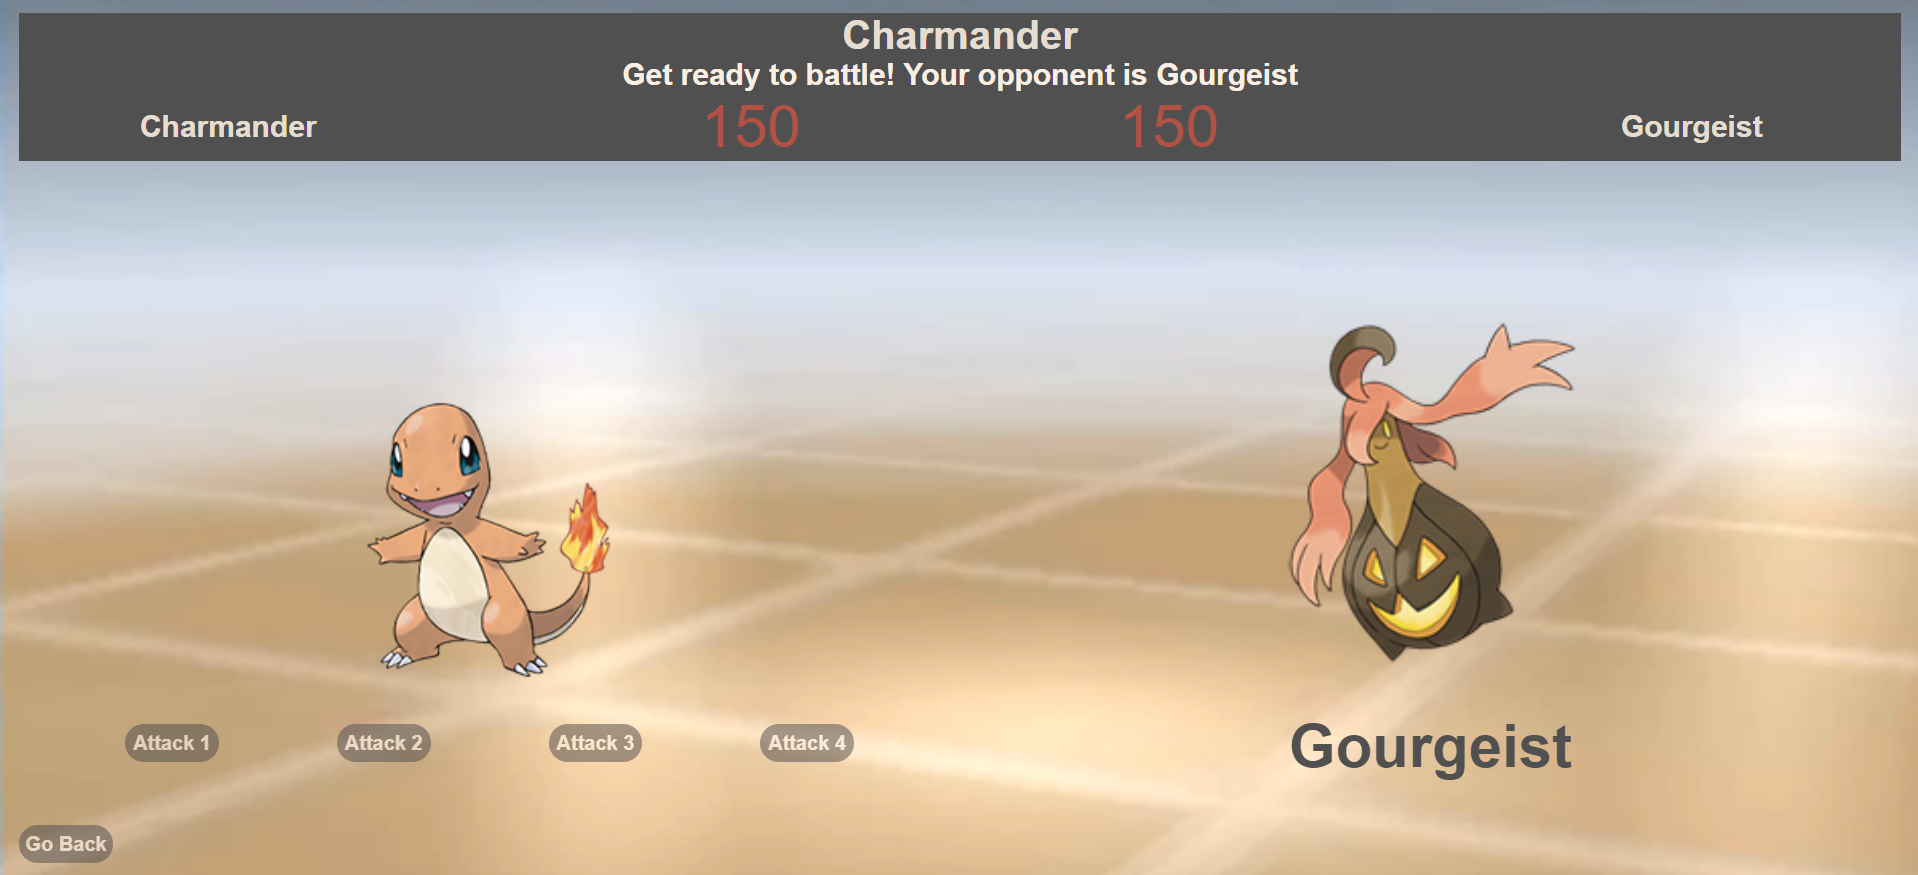 Charmander
Get ready to battle! Your opponent is Gourgeist
Charmander 150 150 Gourgeist
Attack 1 Attack 2 Attack 3 Attack 4
Gourgeist
Go Back